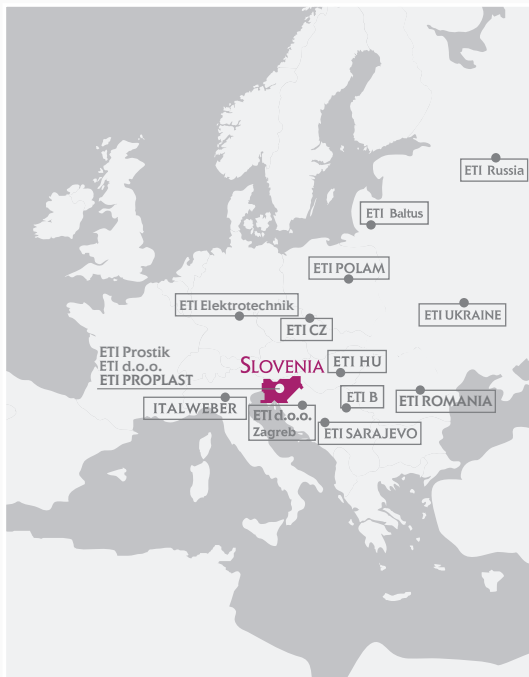 ETI Russia
ETI Baltus
ETI POLAM
ETI Elektrotechnik
ETI UKRAINE
ETI CZ
ETI Prostik
ETI d.o.o.
ETI PROPLAST
SLOVENIA
ETI HU
ITALWEBER
ETI B
ETI ROMANIA
ETI d.o.o.
Zagreb
ETI SARAJEVO